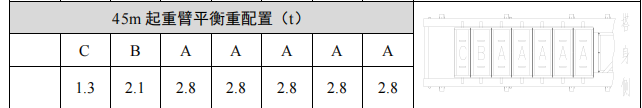 45m 起重臂平衡重配置（t）
C B A A A A A
1.3 2.1 2.8 2.8 2.8 2.8 2.8
C B A A A A A
塔
身
侧